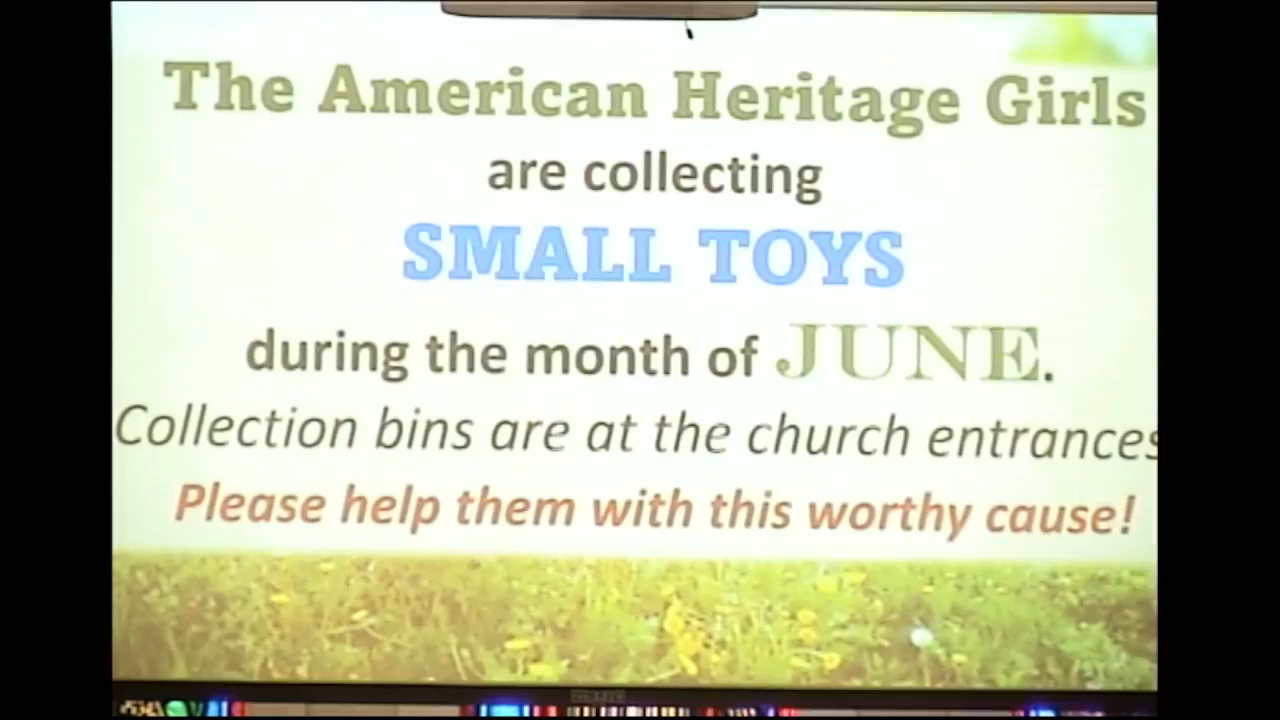 The American Heritage Girls
are collecting
SMALL TOYS
during the month of JUNE.
Collection bins are at the church entrances
Please help them with this worthy cause!